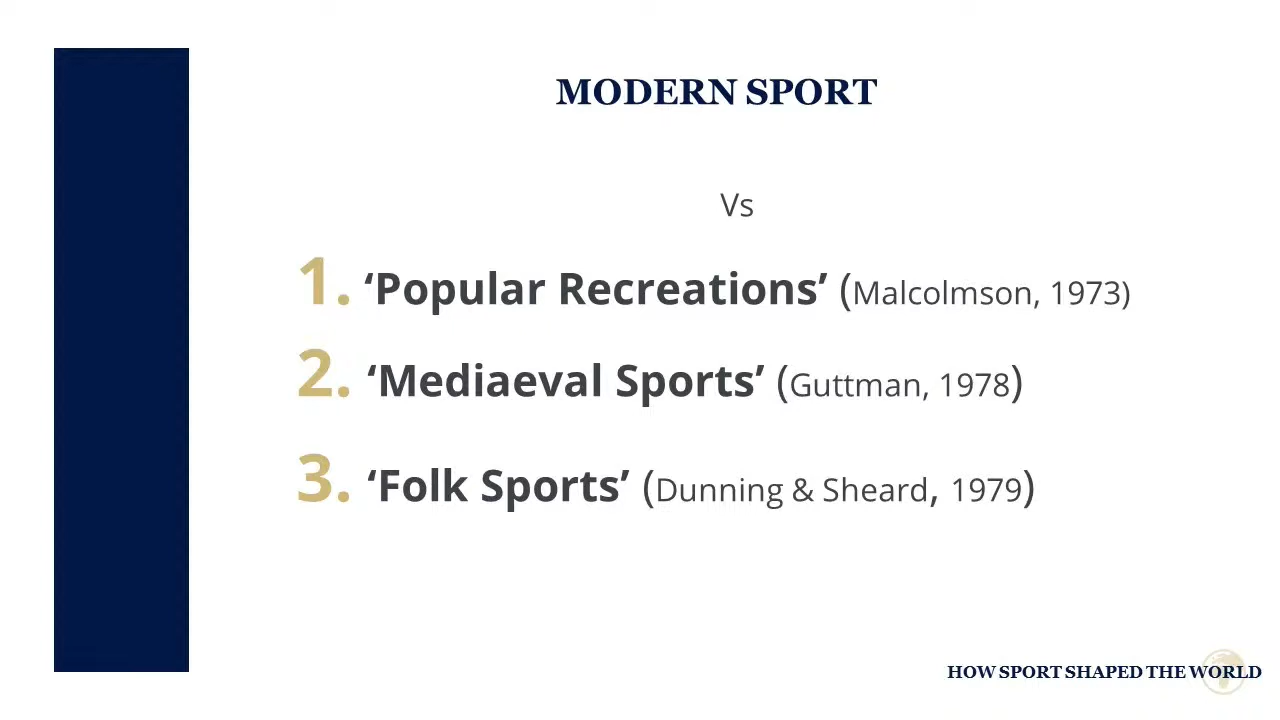 MODERN SPORT
Vs
1. ‘Popular Recreations’ (Malcolmson, 1973)
2. ‘Mediaeval Sports’ (Guttman, 1978)
3. ‘Folk Sports’ (Dunning & Sheard, 1979)
HOW SPORT SHAPED THE WORLD